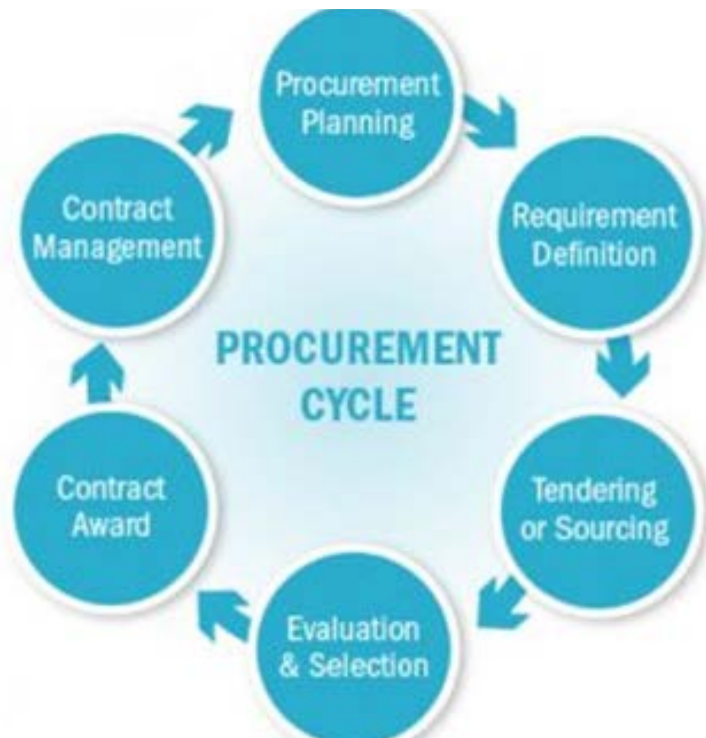 Procurement
Planning
Requirement
Definition
Tendering
or Sourcing
Evaluation
& Selection
Contract
Award
Contract
Management
PROCUREMENT
CYCLE